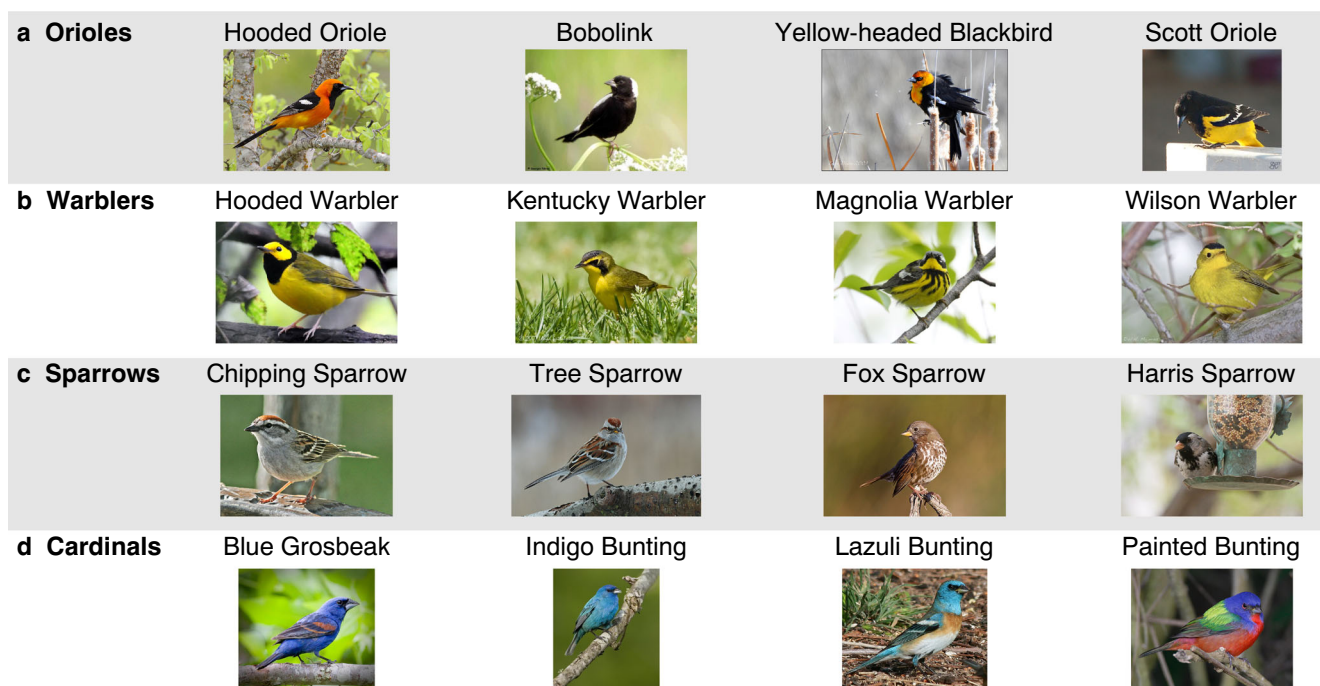 a Orioles Hooded Oriole Bobolink Yellow-headed Blackbird Scott Oriole
b Warblers Hooded Warbler Kentucky Warbler Magnolia Warbler Wilson Warbler
c Sparrows Chipping Sparrow Tree Sparrow Fox Sparrow Harris Sparrow
d Cardinals Blue Grosbeak Indigo Bunting Lazuli Bunting Painted Bunting